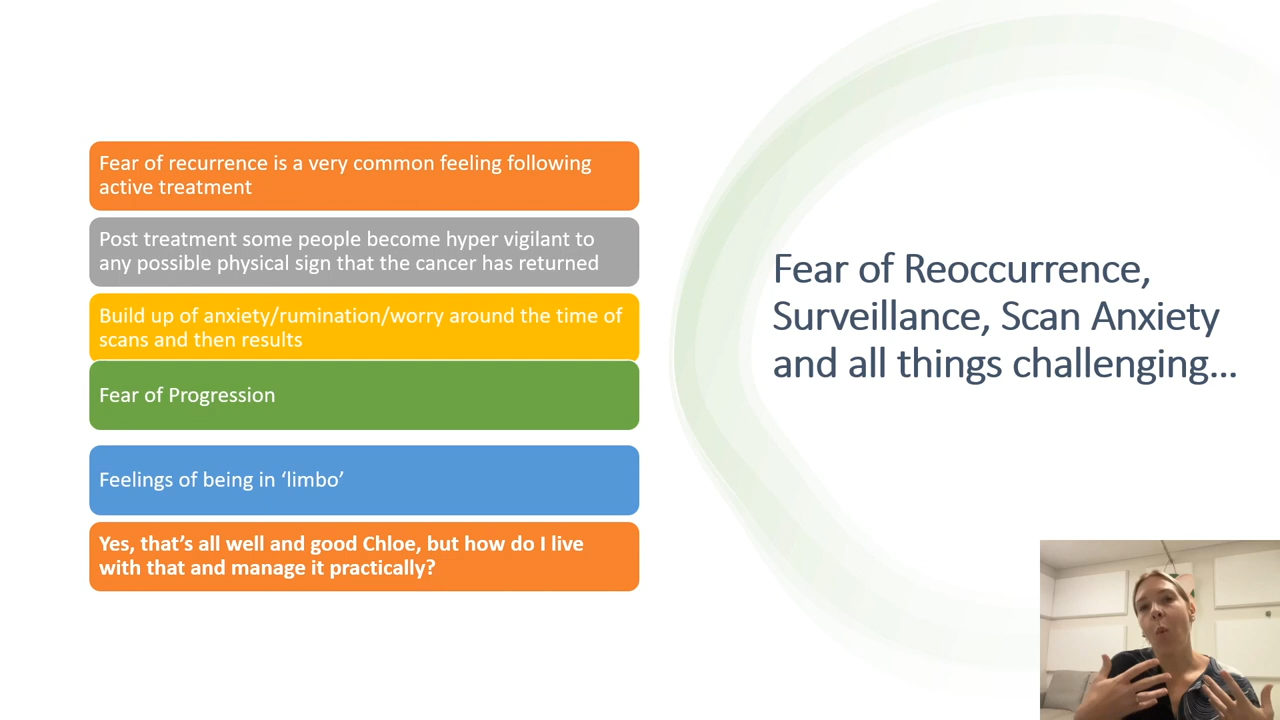 Fear of recurrence is a very common feeling following
active treatment
Post treatment some people become hyper vigilant to
any possible physical sign that the cancer has returned
Build up of anxiety/rumination/worry around the time of
scans and then results
Fear of Progression
Feelings of being in ‘limbo’
Yes, that’s all well and good Chloe, but how do I live
with that and manage it practically?
Fear of Reoccurrence,
Surveillance, Scan Anxiety
and all things challenging…